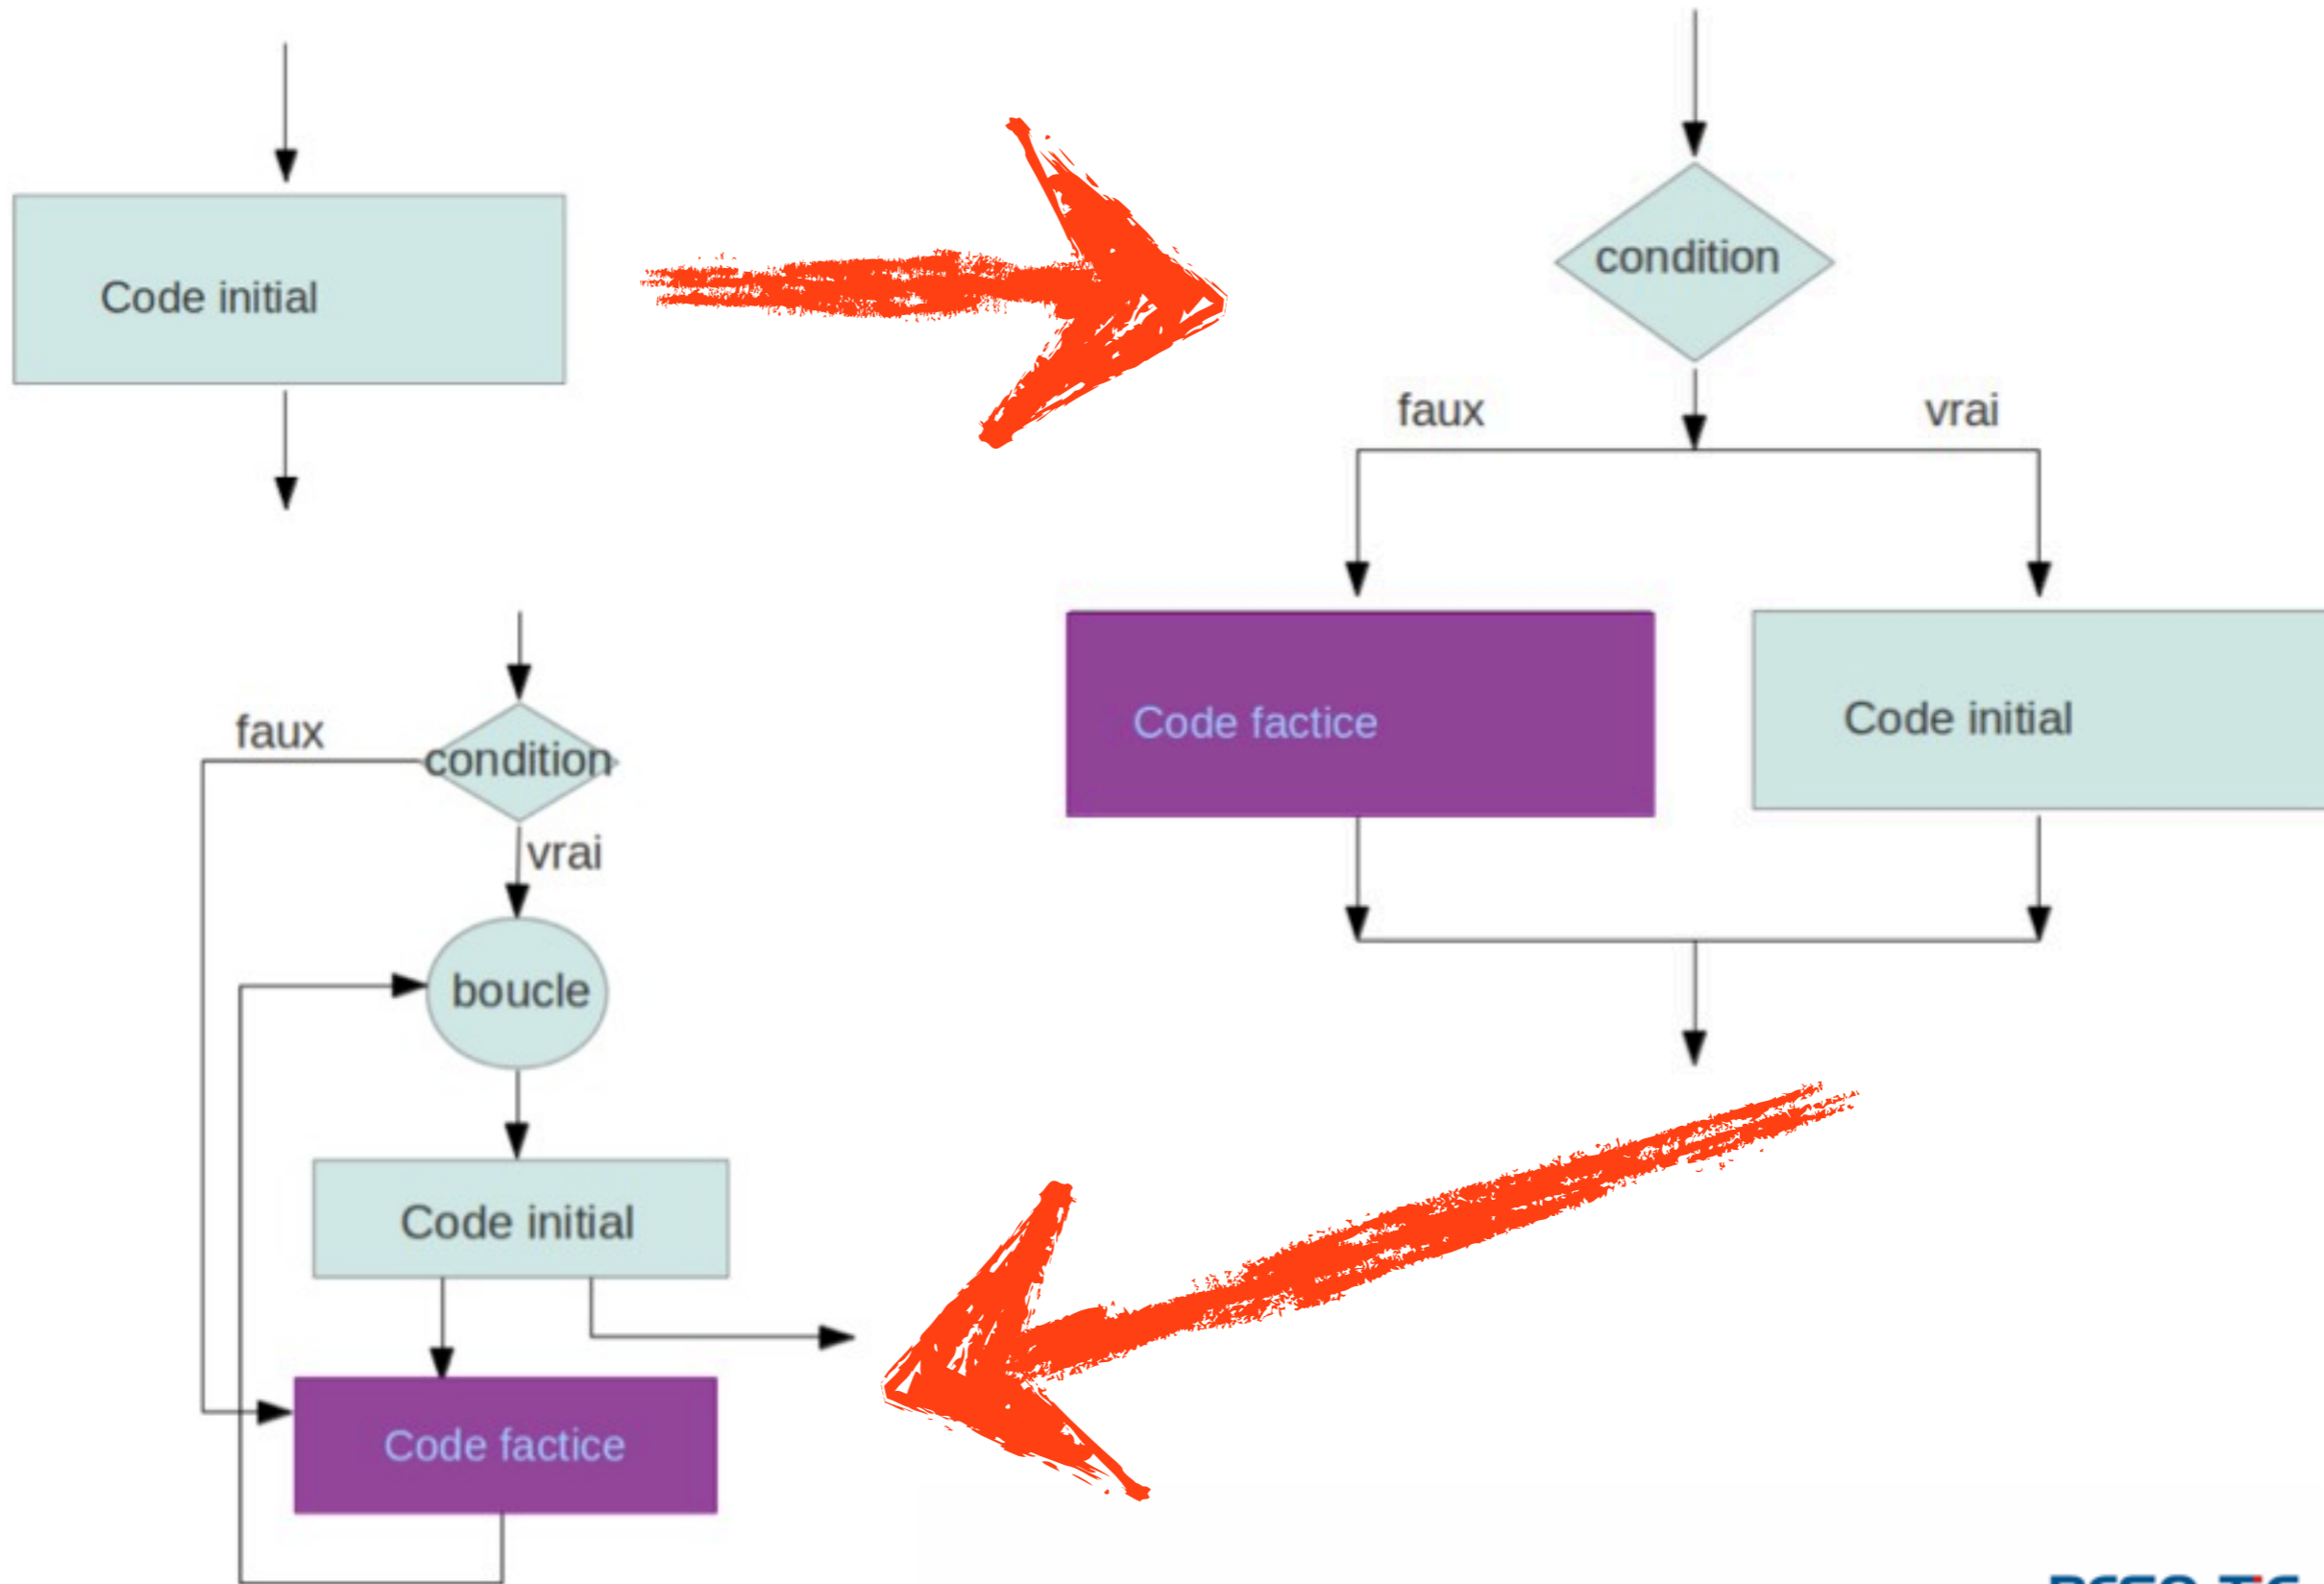 Code initial
condition
faux
vrai
Code factice
Code initial
condition
faux
vrai
boucle
Code initial
Code factice